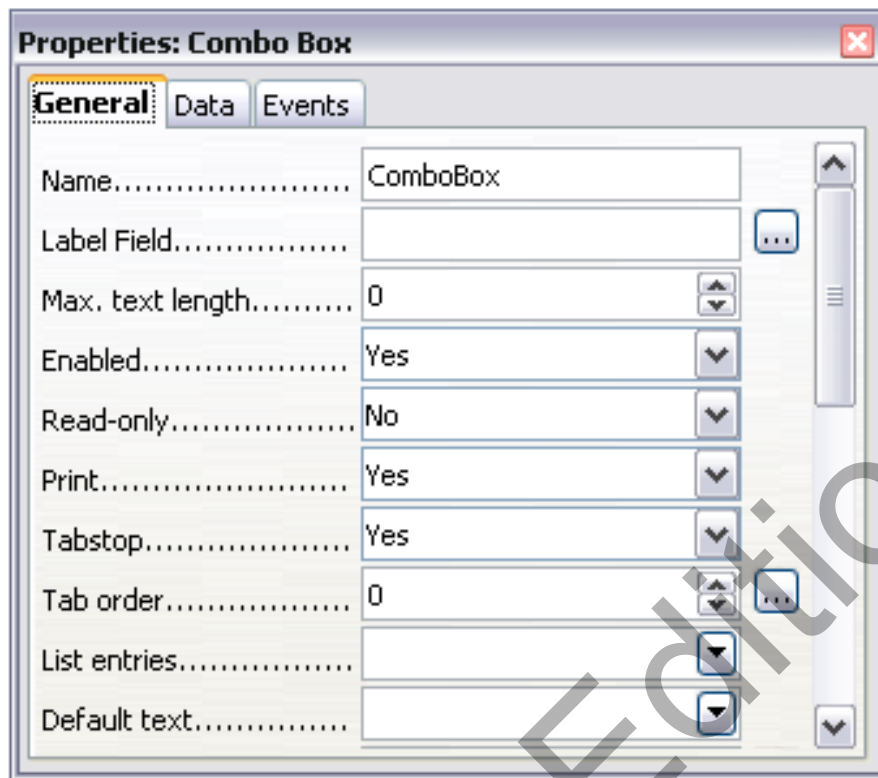 Properties: Combo Box
General Data Events
Name...................... ComboBox
Label Field................
Max. text length.......... 0
Enabled................... Yes
Read-only................. No
Print....................... Yes
Tabstop................... Yes
Tab order................. 0
List entries................
Default text...............